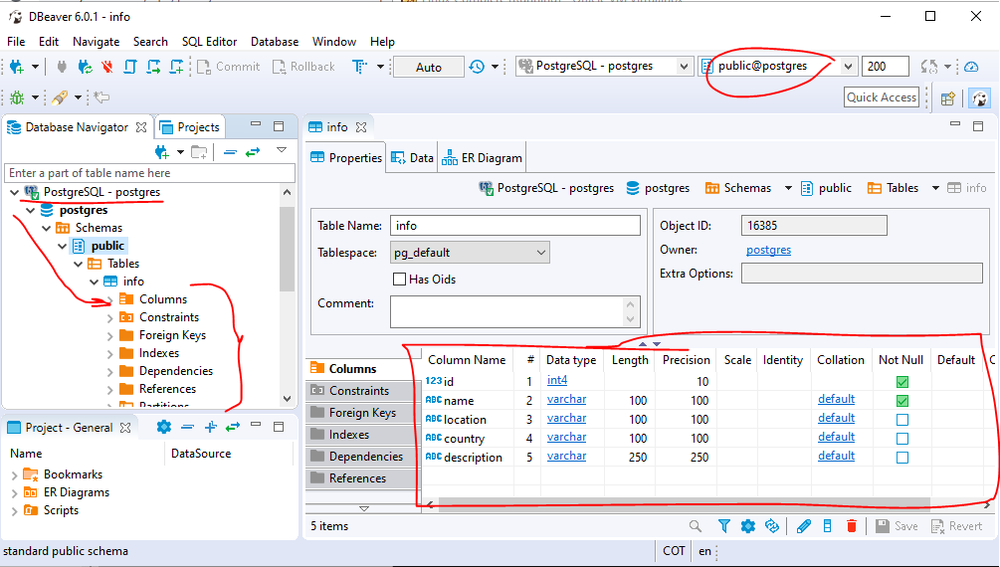 DBeaver 6.0.1 - info
File Edit Navigate Search SQL Editor Database Window Help
Commit Rollback Auto PostgreSQL - postgres public@postgres 200
Quick Access
Database Navigator Projects
Enter a part of table name here
PostgreSQL - postgres
postgres
Schemas
public
Tables
info
Columns
Constraints
Foreign Keys
Indexes
Dependencies
References
Partitions
Project - General
Name DataSource
Bookmarks
ER Diagrams
Scripts
info
Properties Data ER Diagram
PostgreSQL - postgres postgres Schemas public Tables info
Table Name: info
Tablespace: pg_default
Has Oids
Comment:
Object ID: 16385
Owner: postgres
Extra Options:
Columns
Constraints
Foreign Keys
Indexes
Dependencies
References
Column Name # Data type Length Precision Scale Identity Collation Not Null Default C
123 id 1 int4 10
ABC name 2 varchar 100 100 default
ABC location 3 varchar 100 100 default
ABC country 4 varchar 100 100 default
ABC description 5 varchar 250 250 default
5 items Save Revert
standard public schema COT en